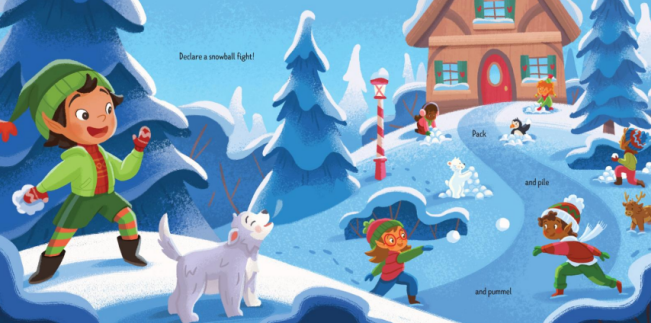 Declare a snowball fight!
Pack
and pile
and pummel